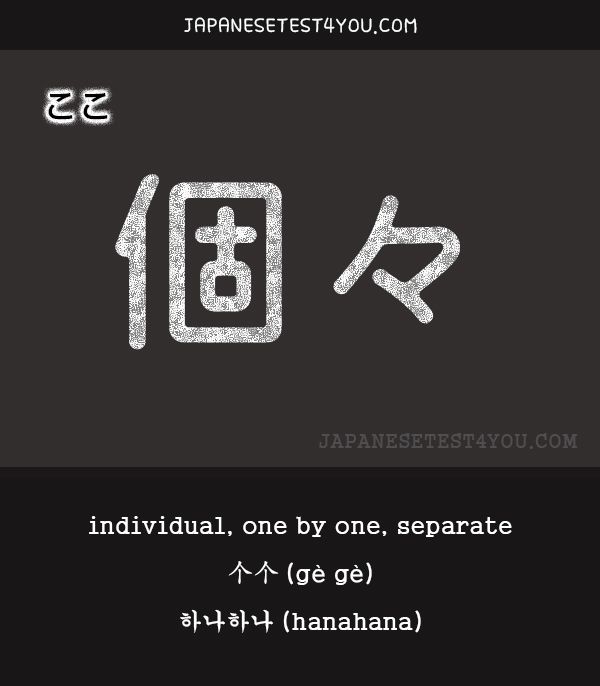 JAPANESETEST4YOU.COM
ここ
個々
JAPANESETEST4YOU.COM
individual, one by one, separate
个个 (gè gè)
하나하나 (hanahana)